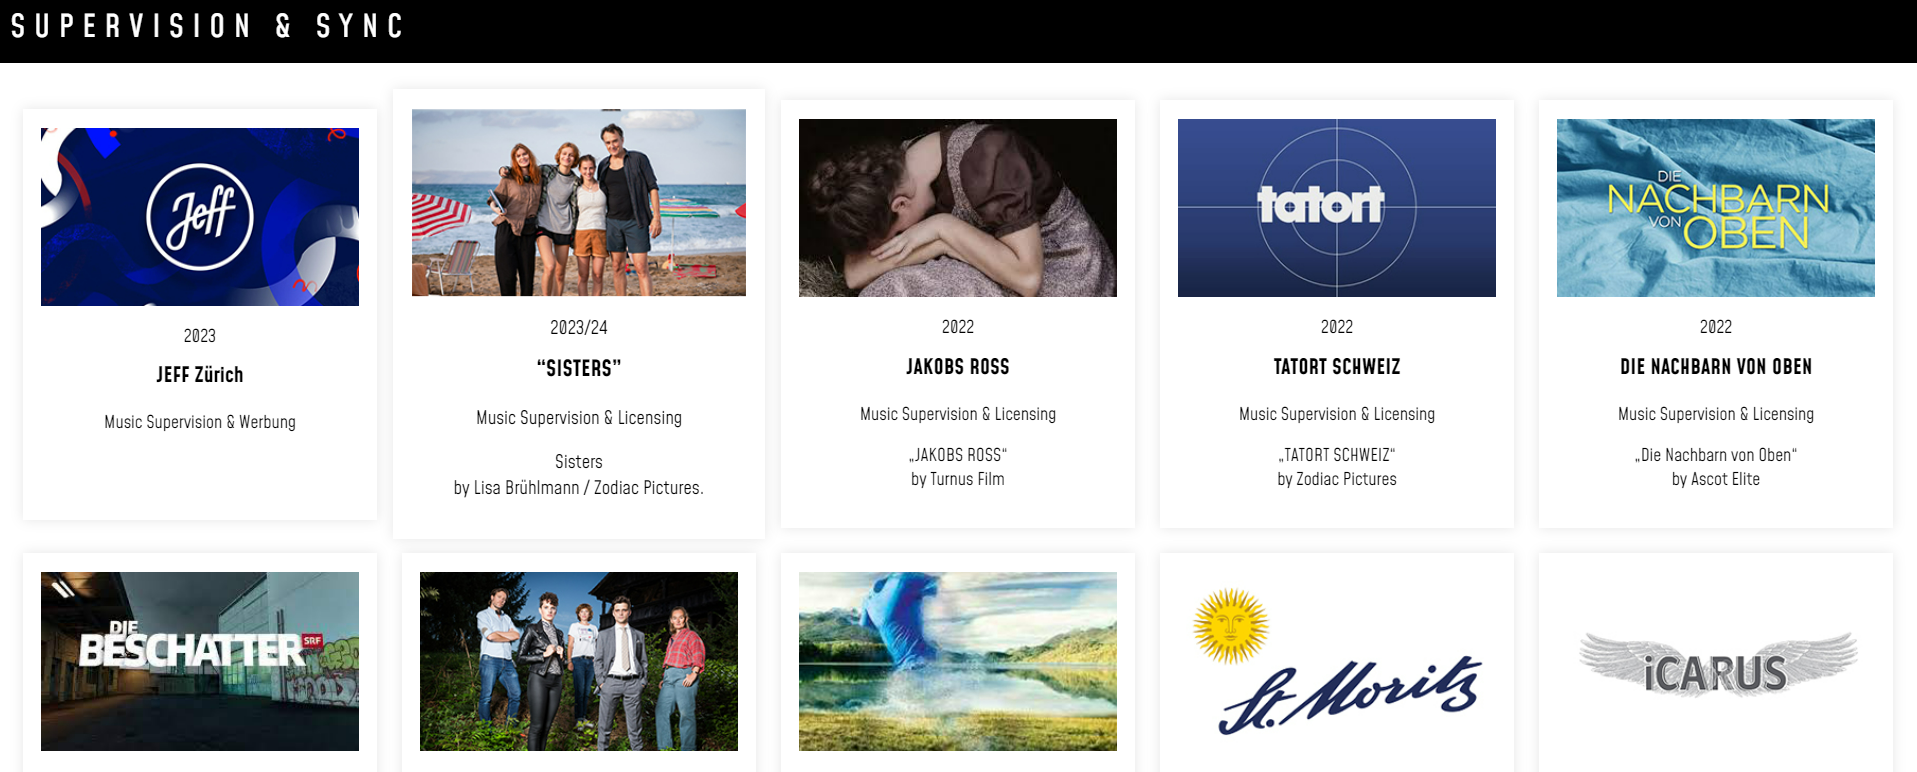 SUPERVISION & SYNC
Jeff
2023
JEFF Zürich
Music Supervision & Werbung
2023/24
“SISTERS”
Music Supervision & Licensing
Sisters
by Lisa Brühlmann / Zodiac Pictures.
2022
JAKOBS ROSS
Music Supervision & Licensing
„JAKOBS ROSS“
by Turnus Film
tatort
2022
TATORT SCHWEIZ
Music Supervision & Licensing
„TATORT SCHWEIZ“
by Zodiac Pictures
DIE
NACHBARN
VON OBEN
2022
DIE NACHBARN VON OBEN
Music Supervision & Licensing
„Die Nachbarn von Oben“
by Ascot Elite
DIE
BESCHATTER SRF
St. Moritz
iCARUS